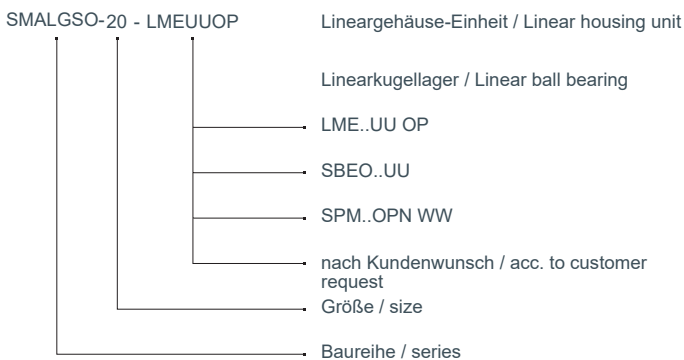 SMALGSO-20 - LMEUUOP Lineargehäuse-Einheit / Linear housing unit
Linearkugellager / Linear ball bearing
LME..UU OP
SBEO..UU
SPM..OPN WW
nach Kundenwunsch / acc. to customer
request
Größe / size
Baureihe / series